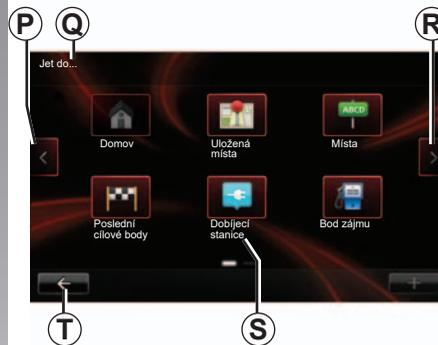 P
Q
R
Jet do...
ABCD
Domov
Uložená
místa
Místa
Poslední
cílové body
Dobíjecí
stanice
Bod zájmu
T
S